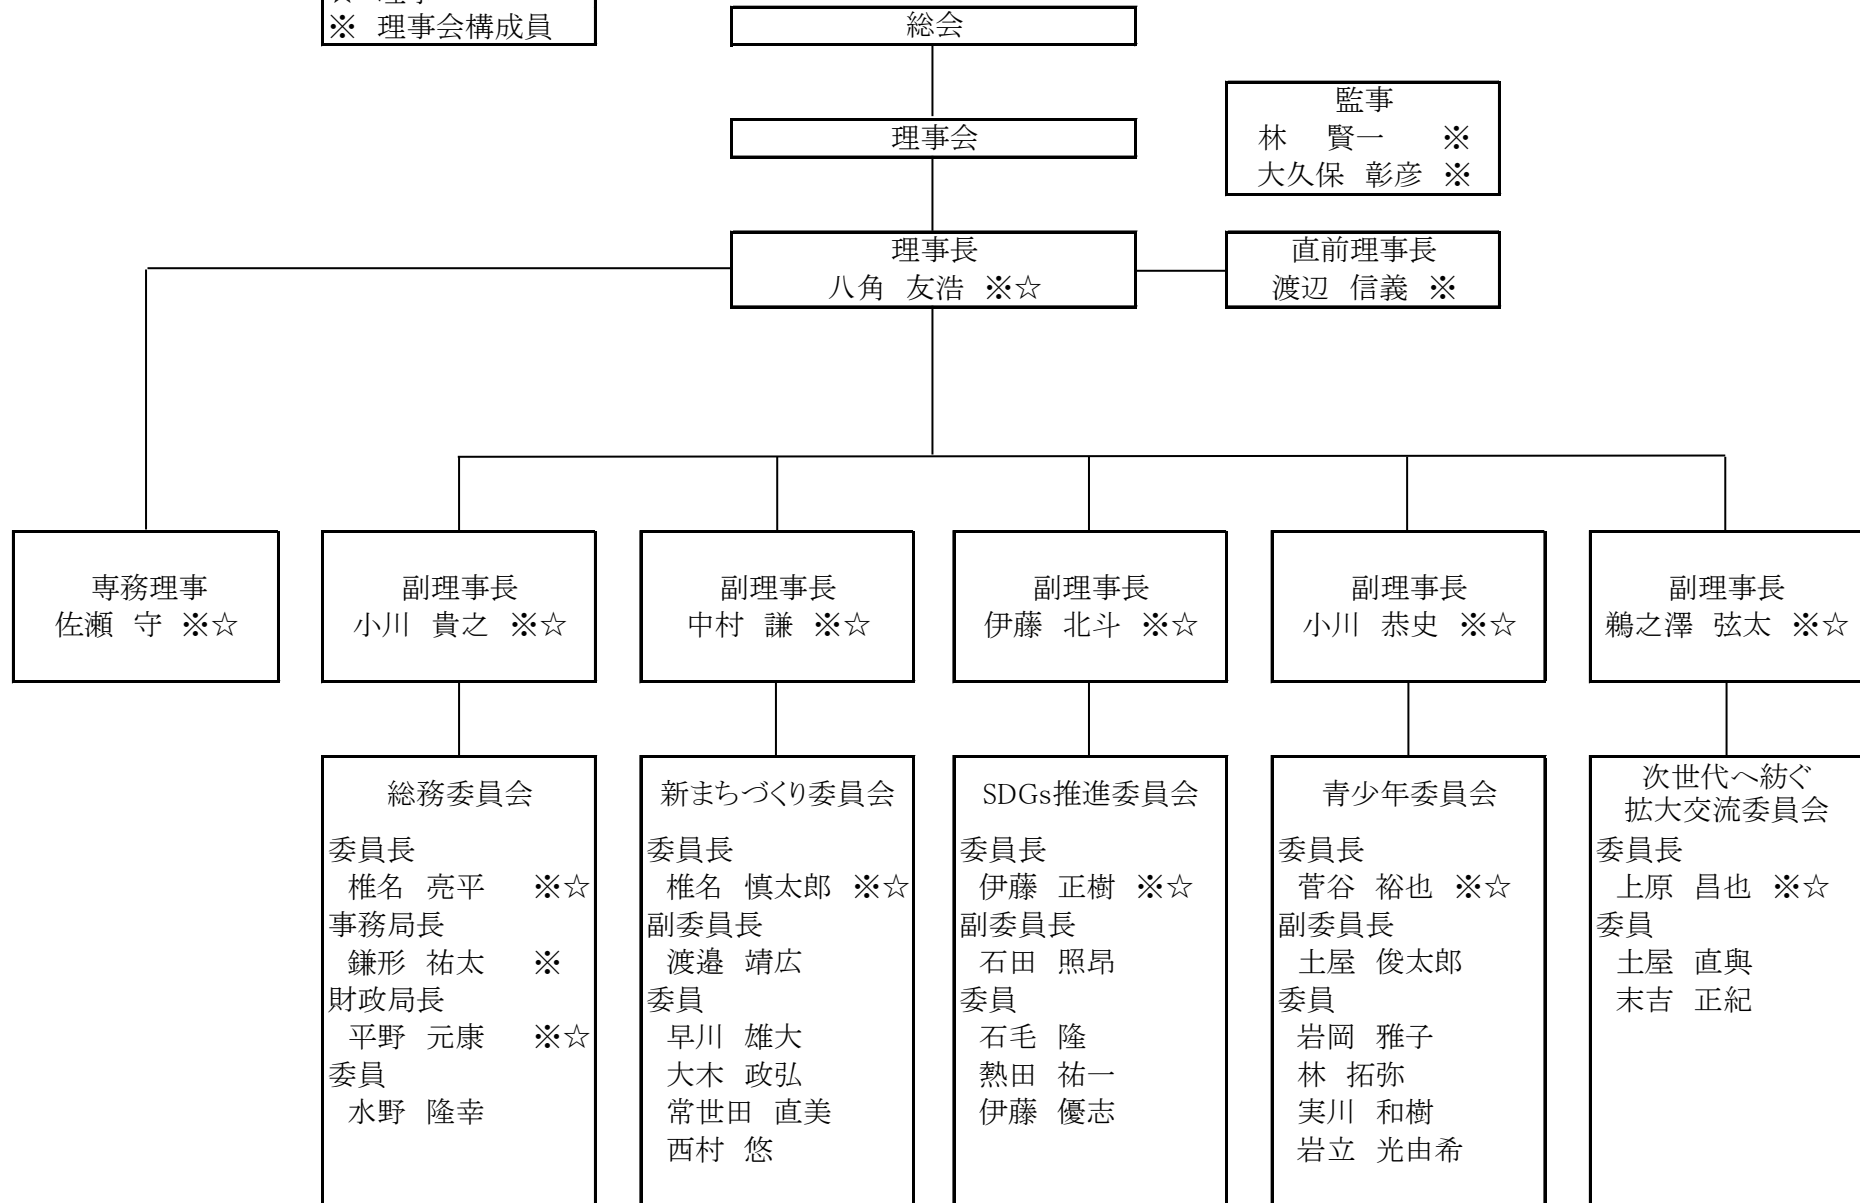 ☆ 理事
※ 理事会構成員
総会
理事会
監事
林 賢一 ※
大久保 彰彦 ※
理事長
八角 友浩 ※☆
直前理事長
渡辺 信義 ※
専務理事
佐瀬 守 ※☆
副理事長
小川 貴之 ※☆
副理事長
中村 謙 ※☆
副理事長
伊藤 北斗 ※☆
副理事長
小川 恭史 ※☆
副理事長
鵜之澤 弦太 ※☆
総務委員会
委員長
椎名 亮平 ※☆
事務局長
鎌形 祐太 ※
財政局長
平野 元康 ※☆
委員
水野 隆幸
新まちづくり委員会
委員長
椎名 慎太郎 ※☆
副委員長
渡邉 靖広
委員
早川 雄大
大木 政弘
常世田 直美
西村 悠
SDGs推進委員会
委員長
伊藤 正樹 ※☆
副委員長
石田 照昂
委員
石毛 隆
熱田 祐一
伊藤 優志
青少年委員会
委員長
菅谷 裕也 ※☆
副委員長
土屋 俊太郎
委員
岩岡 雅子
林 拓弥
実川 和樹
岩立 光由希
次世代へ紡ぐ
拡大交流委員会
委員長
上原 昌也 ※☆
委員
土屋 直與
末吉 正紀